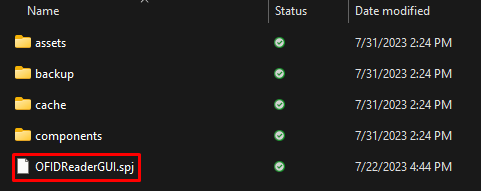 Name Status Date modified
assets 7/31/2023 2:24 PM
backup 7/31/2023 2:24 PM
cache 7/31/2023 2:24 PM
components 7/31/2023 2:24 PM
OFIDReaderGUI.spj 7/22/2023 4:44 PM